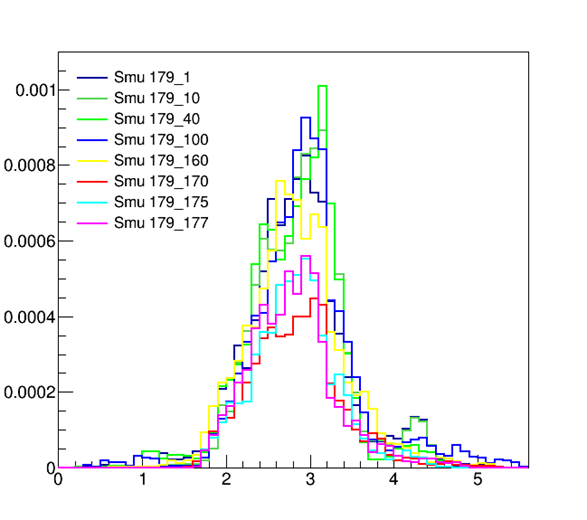 0.001
0.0008
0.0006
0.0004
0.0002
0
Smu 179_1
Smu 179_10
Smu 179_40
Smu 179_100
Smu 179_160
Smu 179_170
Smu 179_175
Smu 179_177
0 1 2 3 4 5